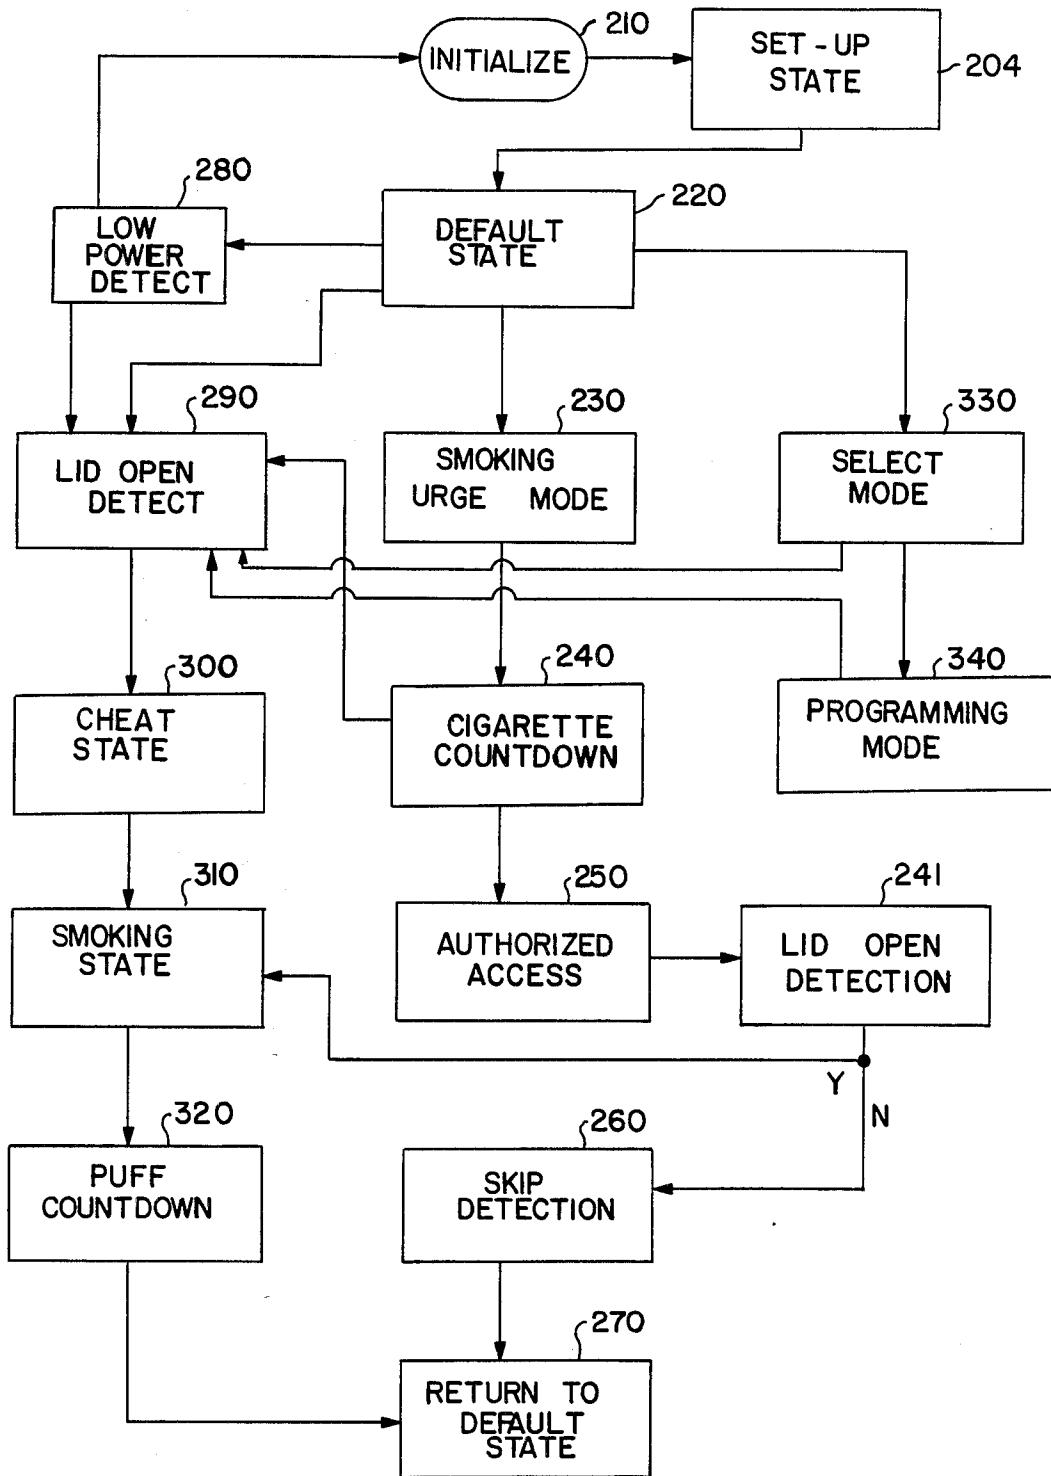 210
INITIALIZE
SET-UP
STATE
204
280
LOW
POWER
DETECT
220
DEFAULT
STATE
290
LID OPEN
DETECT
230
SMOKING
URGE MODE
330
SELECT
MODE
300
CHEAT
STATE
240
CIGARETTE
COUNTDOWN
340
PROGRAMMING
MODE
310
SMOKING
STATE
250
AUTHORIZED
ACCESS
241
LID OPEN
DETECTION
Y
N
320
PUFF
COUNTDOWN
260
SKIP
DETECTION
270
RETURN TO
DEFAULT
STATE